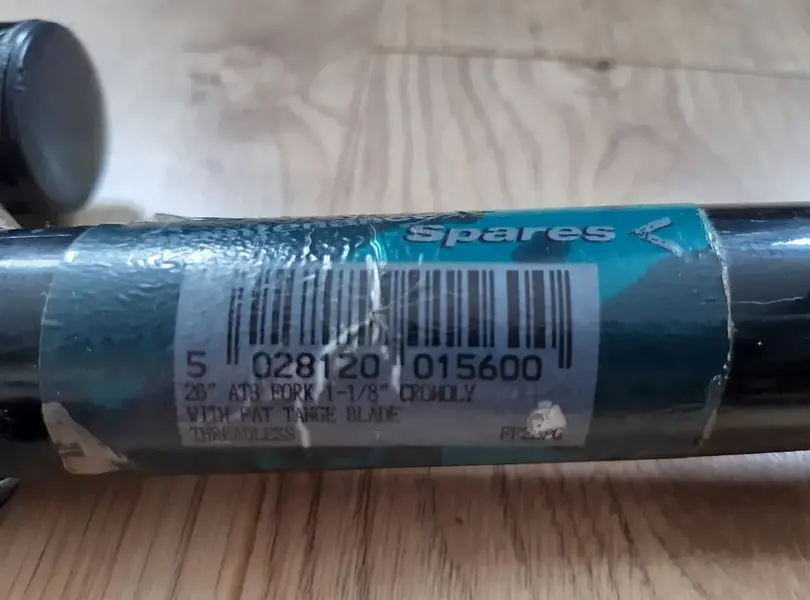 Spares
5 028120 015600
26" ATB FORK 1-1/8" CROMOLY
WITH FAT TANGE BLADE
THREADLESS